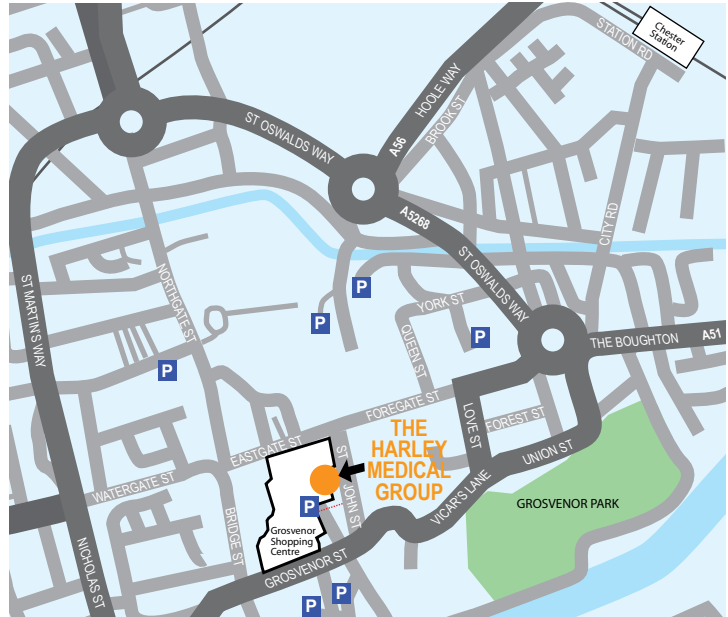 Chester
Station
STATION RD
HOOLE WAY
BROOK ST
A56
ST OSWALDS WAY
A5268
CITY RD
ST OSWALDS WAY
ST MARTIN'S WAY
NORTHGATE ST
P
P
YORK ST
P
THE BOUGHTON
A51
QUEEN ST
P
FOREGATE ST
LOVE ST
FOREST ST
THE
HARLEY
MEDICAL
GROUP
EASTGATE ST
ST JOHN ST
UNION ST
WATERGATE ST
VICAR'S LANE
GROSVENOR PARK
P
BRIDGE ST
Grosvenor
Shopping
Centre
NICHOLAS ST
GROSVENOR ST
P
P